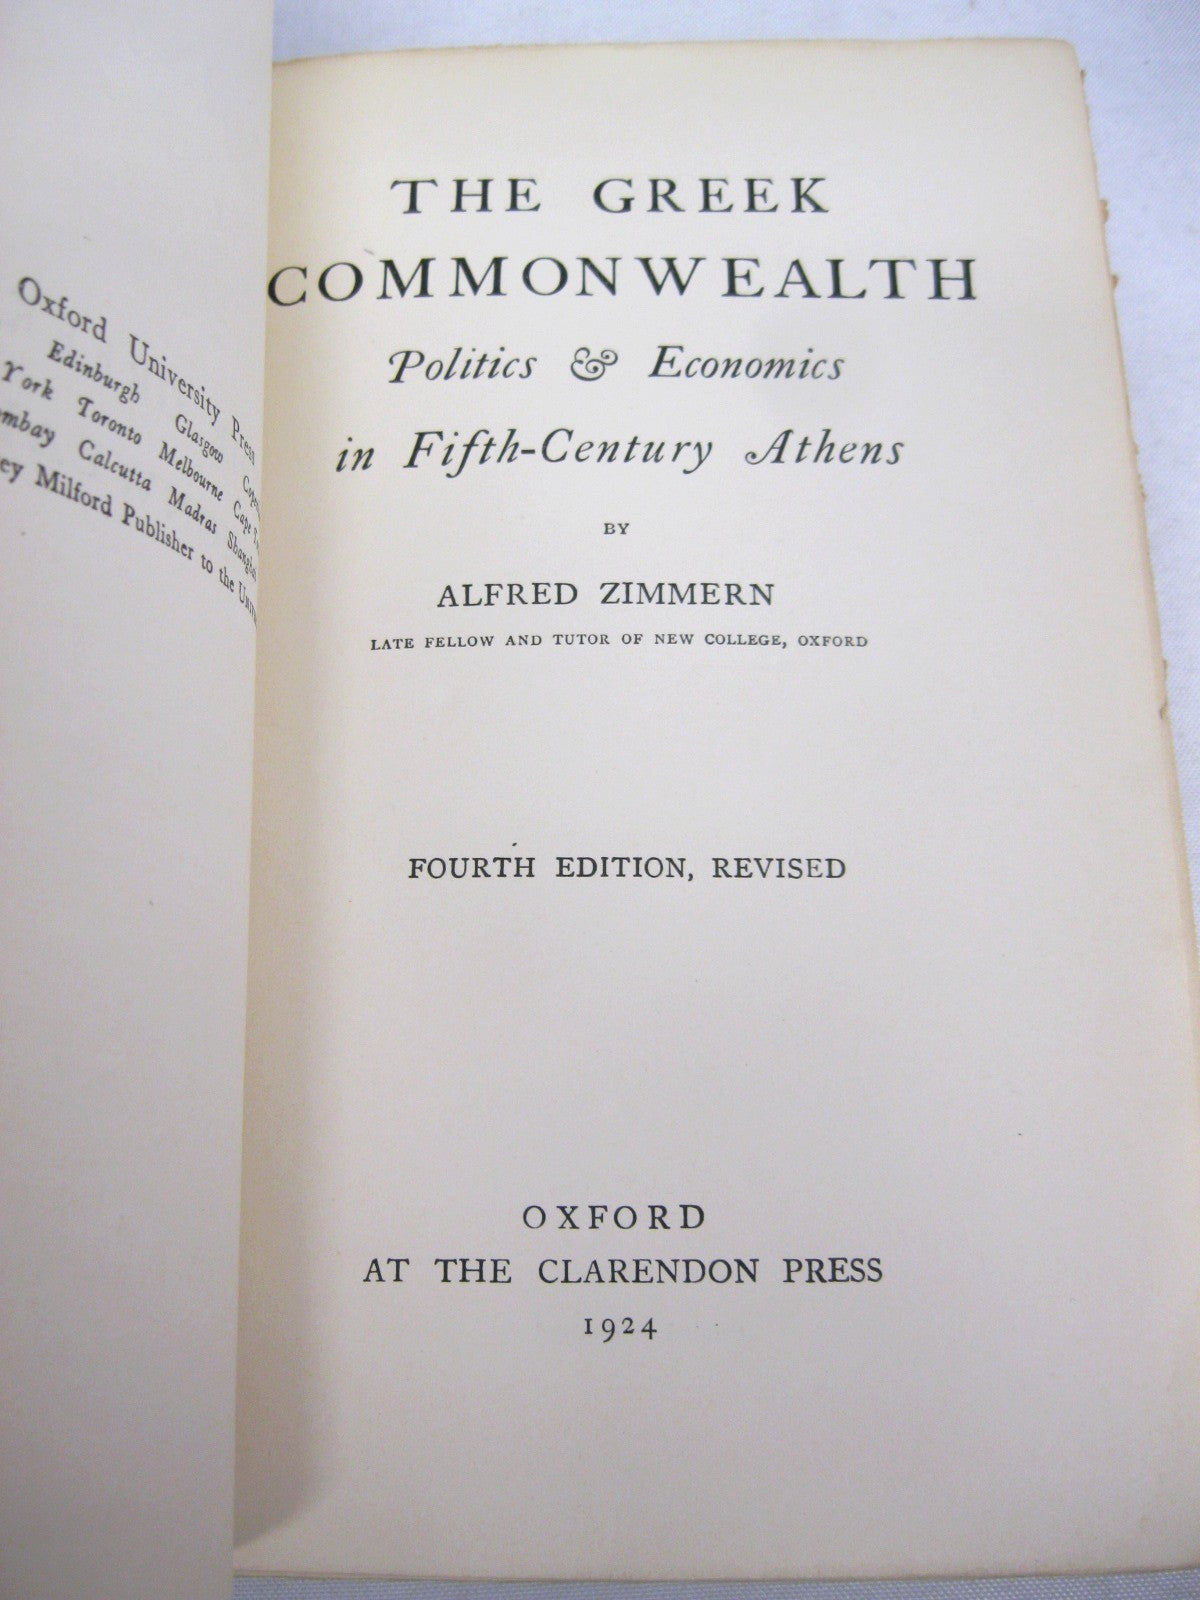 Oxford University Press
Edinburgh Glasgow
York Toronto Melbourne Cape
Calcutta Madras
Milford Publisher to the
THE GREEK
COMMONWEALTH
Politics & Economics
in Fifth-Century Athens
BY
ALFRED ZIMMERN
LATE FELLOW AND TUTOR OF NEW COLLEGE, OXFORD
FOURTH EDITION, REVISED
OXFORD
AT THE CLARENDON PRESS
1924